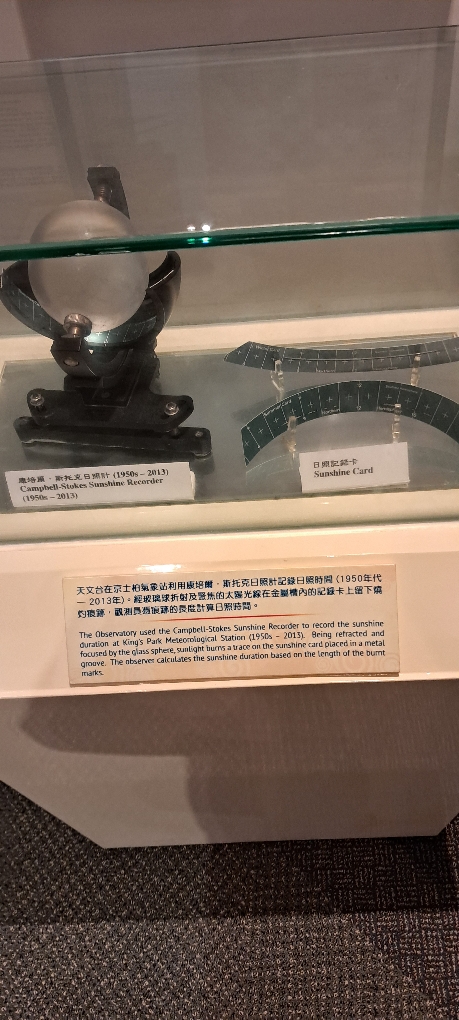 康培爾．斯托克日照計 (1950s – 2013)
Campbell-Stokes Sunshine Recorder
(1950s – 2013)
日照記錄卡
Sunshine Card
天文台在京士柏氣象站利用康培爾．斯托克日照計記錄日照時間 (1950年代
— 2013年)。經玻璃球折射及聚焦的太陽光線在金屬槽內的記錄卡上留下燒
灼痕跡，觀測員為痕跡的長度計算日照時間。
The Observatory used the Campbell-Stokes Sunshine Recorder to record the sunshine
duration at King's Park Meteorological Station (1950s – 2013). Being refracted and
focused by the glass sphere, sunlight burns a trace on the sunshine card placed in a metal
groove. The observer calculates the sunshine duration based on the length of the burnt
marks.